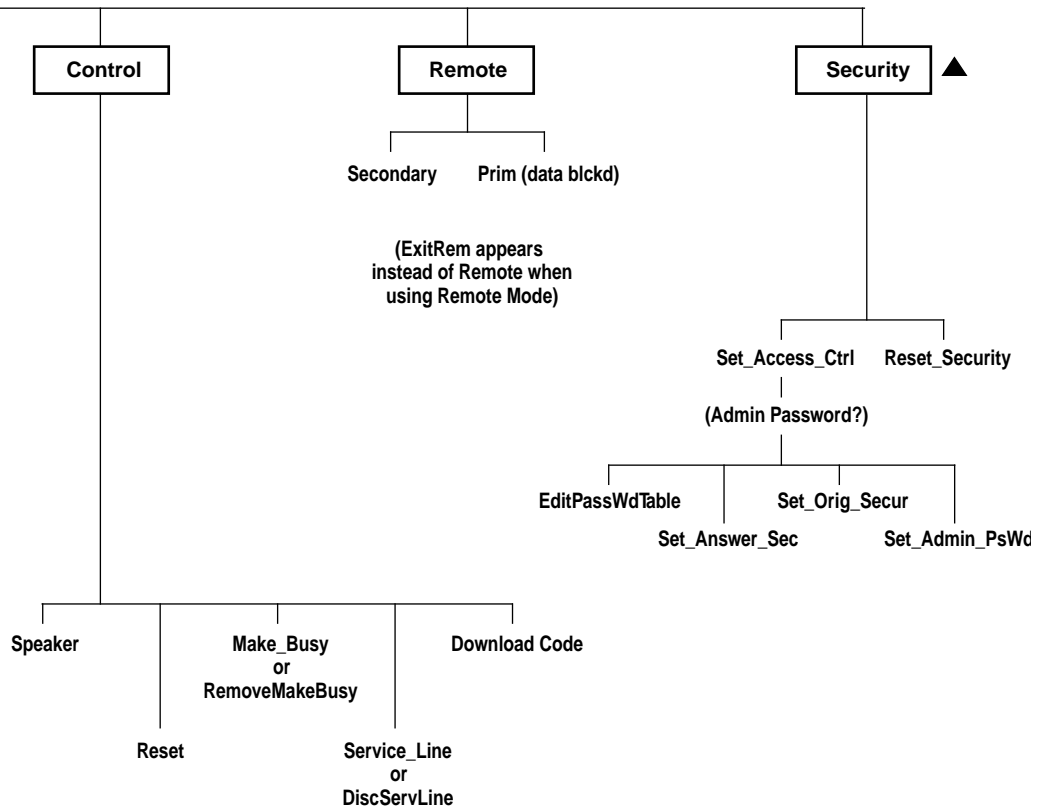 Control
Remote
Security
Secondary
Prim (data blckd)
(ExitRem appears
instead of Remote when
using Remote Mode)
Set_Access_Ctrl
Reset_Security
(Admin Password?)
EditPassWdTable
Set_Orig_Secur
Set_Answer_Sec
Set_Admin_PsWd
Speaker
Make_Busy
or
RemoveMakeBusy
Download Code
Reset
Service_Line
or
DiscServLine